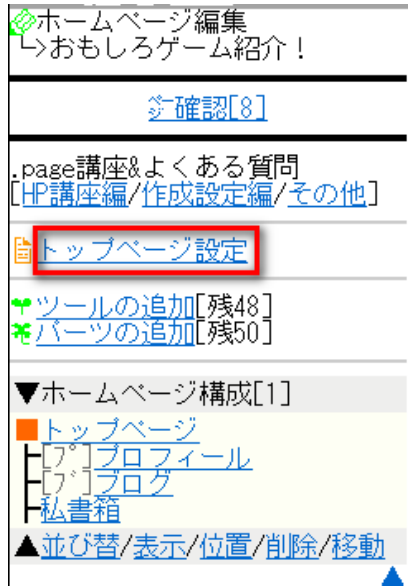 ホームページ編集
└>おもしろゲーム紹介！
ﾍﾟｰｼﾞ確認[8]
.page講座&よくある質問
[HP講座編/作成設定編/その他]
トップページ設定
ツールの追加[残48]
パーツの追加[残50]
▼ホームページ構成[1]
■トップページ
├[ﾌﾟ]プロフィール
├[ﾌﾞ]ブログ
├私書箱
▲並び替/表示/位置/削除/移動
▲